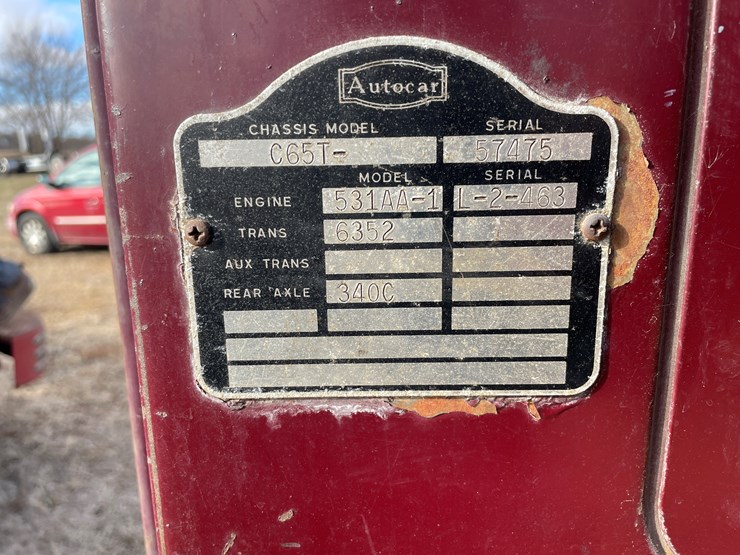 Autocar
CHASSIS MODEL SERIAL
C65T- 57475
MODEL SERIAL
ENGINE 531AA-1 L-2-463
TRANS 6352
AUX TRANS
REAR AXLE 340C